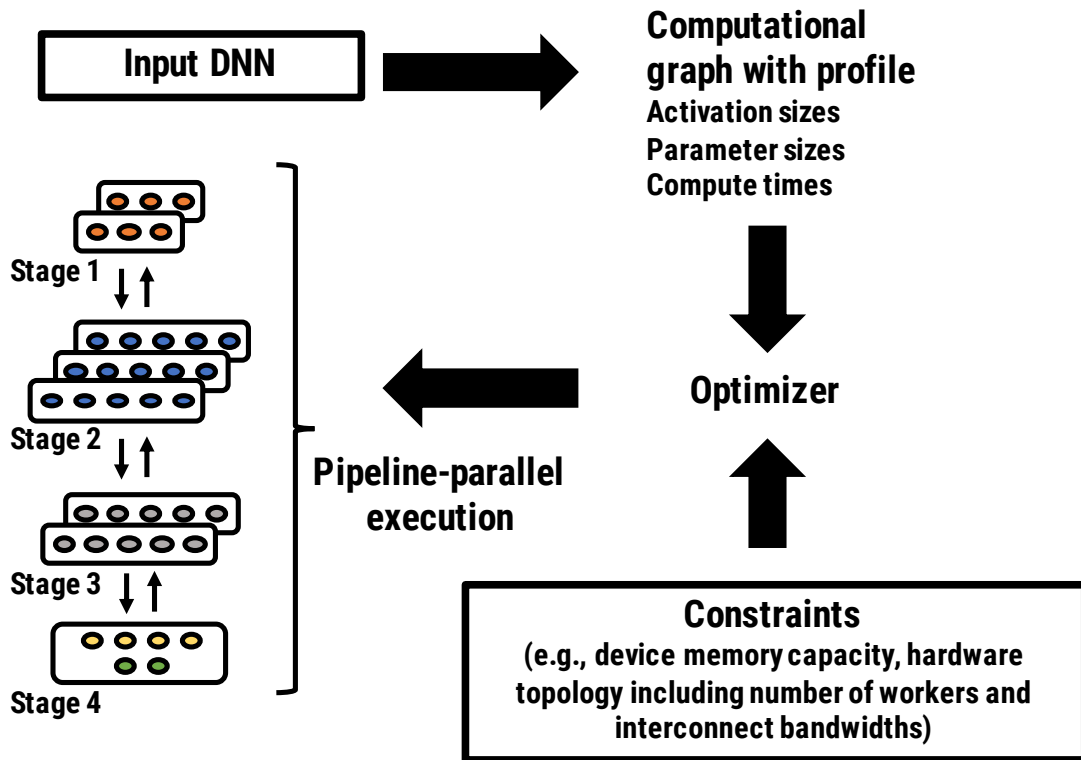 Input DNN
Computational
graph with profile
Activation sizes
Parameter sizes
Compute times
Stage 1
Stage 2
Stage 3
Stage 4
Pipeline-parallel
execution
Optimizer
Constraints
(e.g., device memory capacity, hardware
topology including number of workers and
interconnect bandwidths)